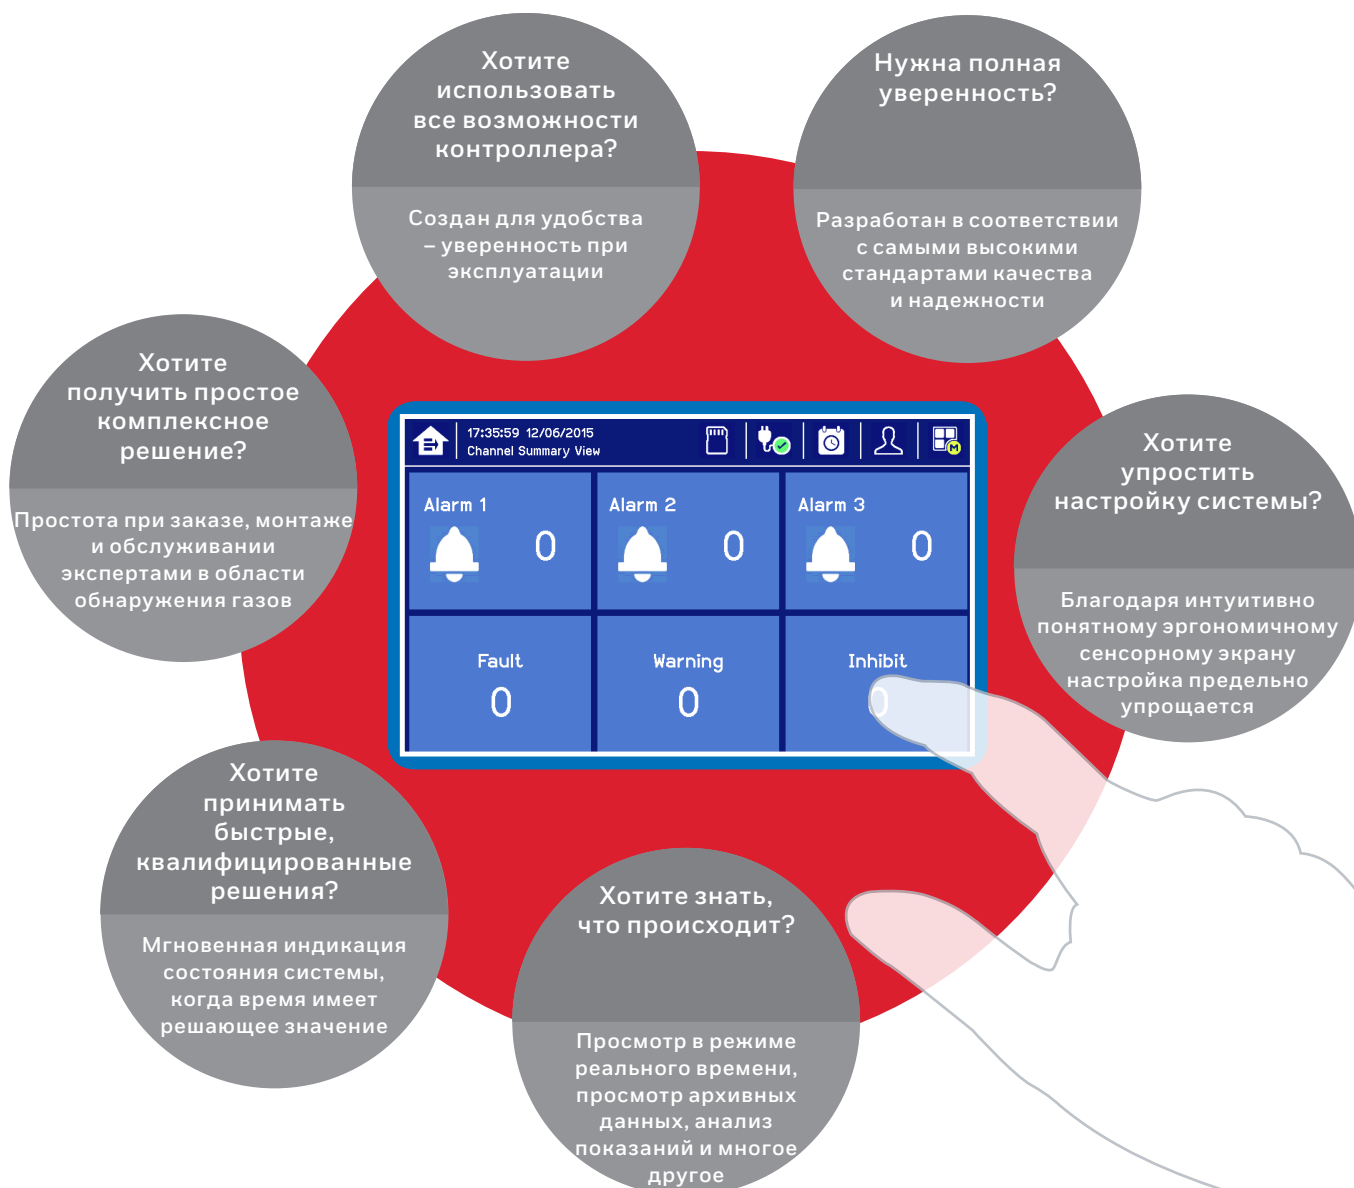 Хотите
использовать
все возможности
контроллера?
Создан для удобства
– уверенность при
эксплуатации
Нужна полная
уверенность?
Разработан в соответствии
с самыми высокими
стандартами качества
и надежности
Хотите
получить простое
комплексное
решение?
Простота при заказе, монтаже
и обслуживании
экспертами в области
обнаружения газов
17:35:59 12/06/2015
Channel Summary View
M
Alarm 1
0
Alarm 2
0
Alarm 3
0
Fault
0
Warning
0
Inhibit
0
Хотите
упростить
настройку системы?
Благодаря интуитивно
понятному эргономичному
сенсорному экрану
настройка предельно
упрощается
Хотите
принимать
быстрые,
квалифицированные
решения?
Мгновенная индикация
состояния системы,
когда время имеет
решающее значение
Хотите знать,
что происходит?
Просмотр в режиме
реального времени,
просмотр архивных
данных, анализ
показаний и многое
другое